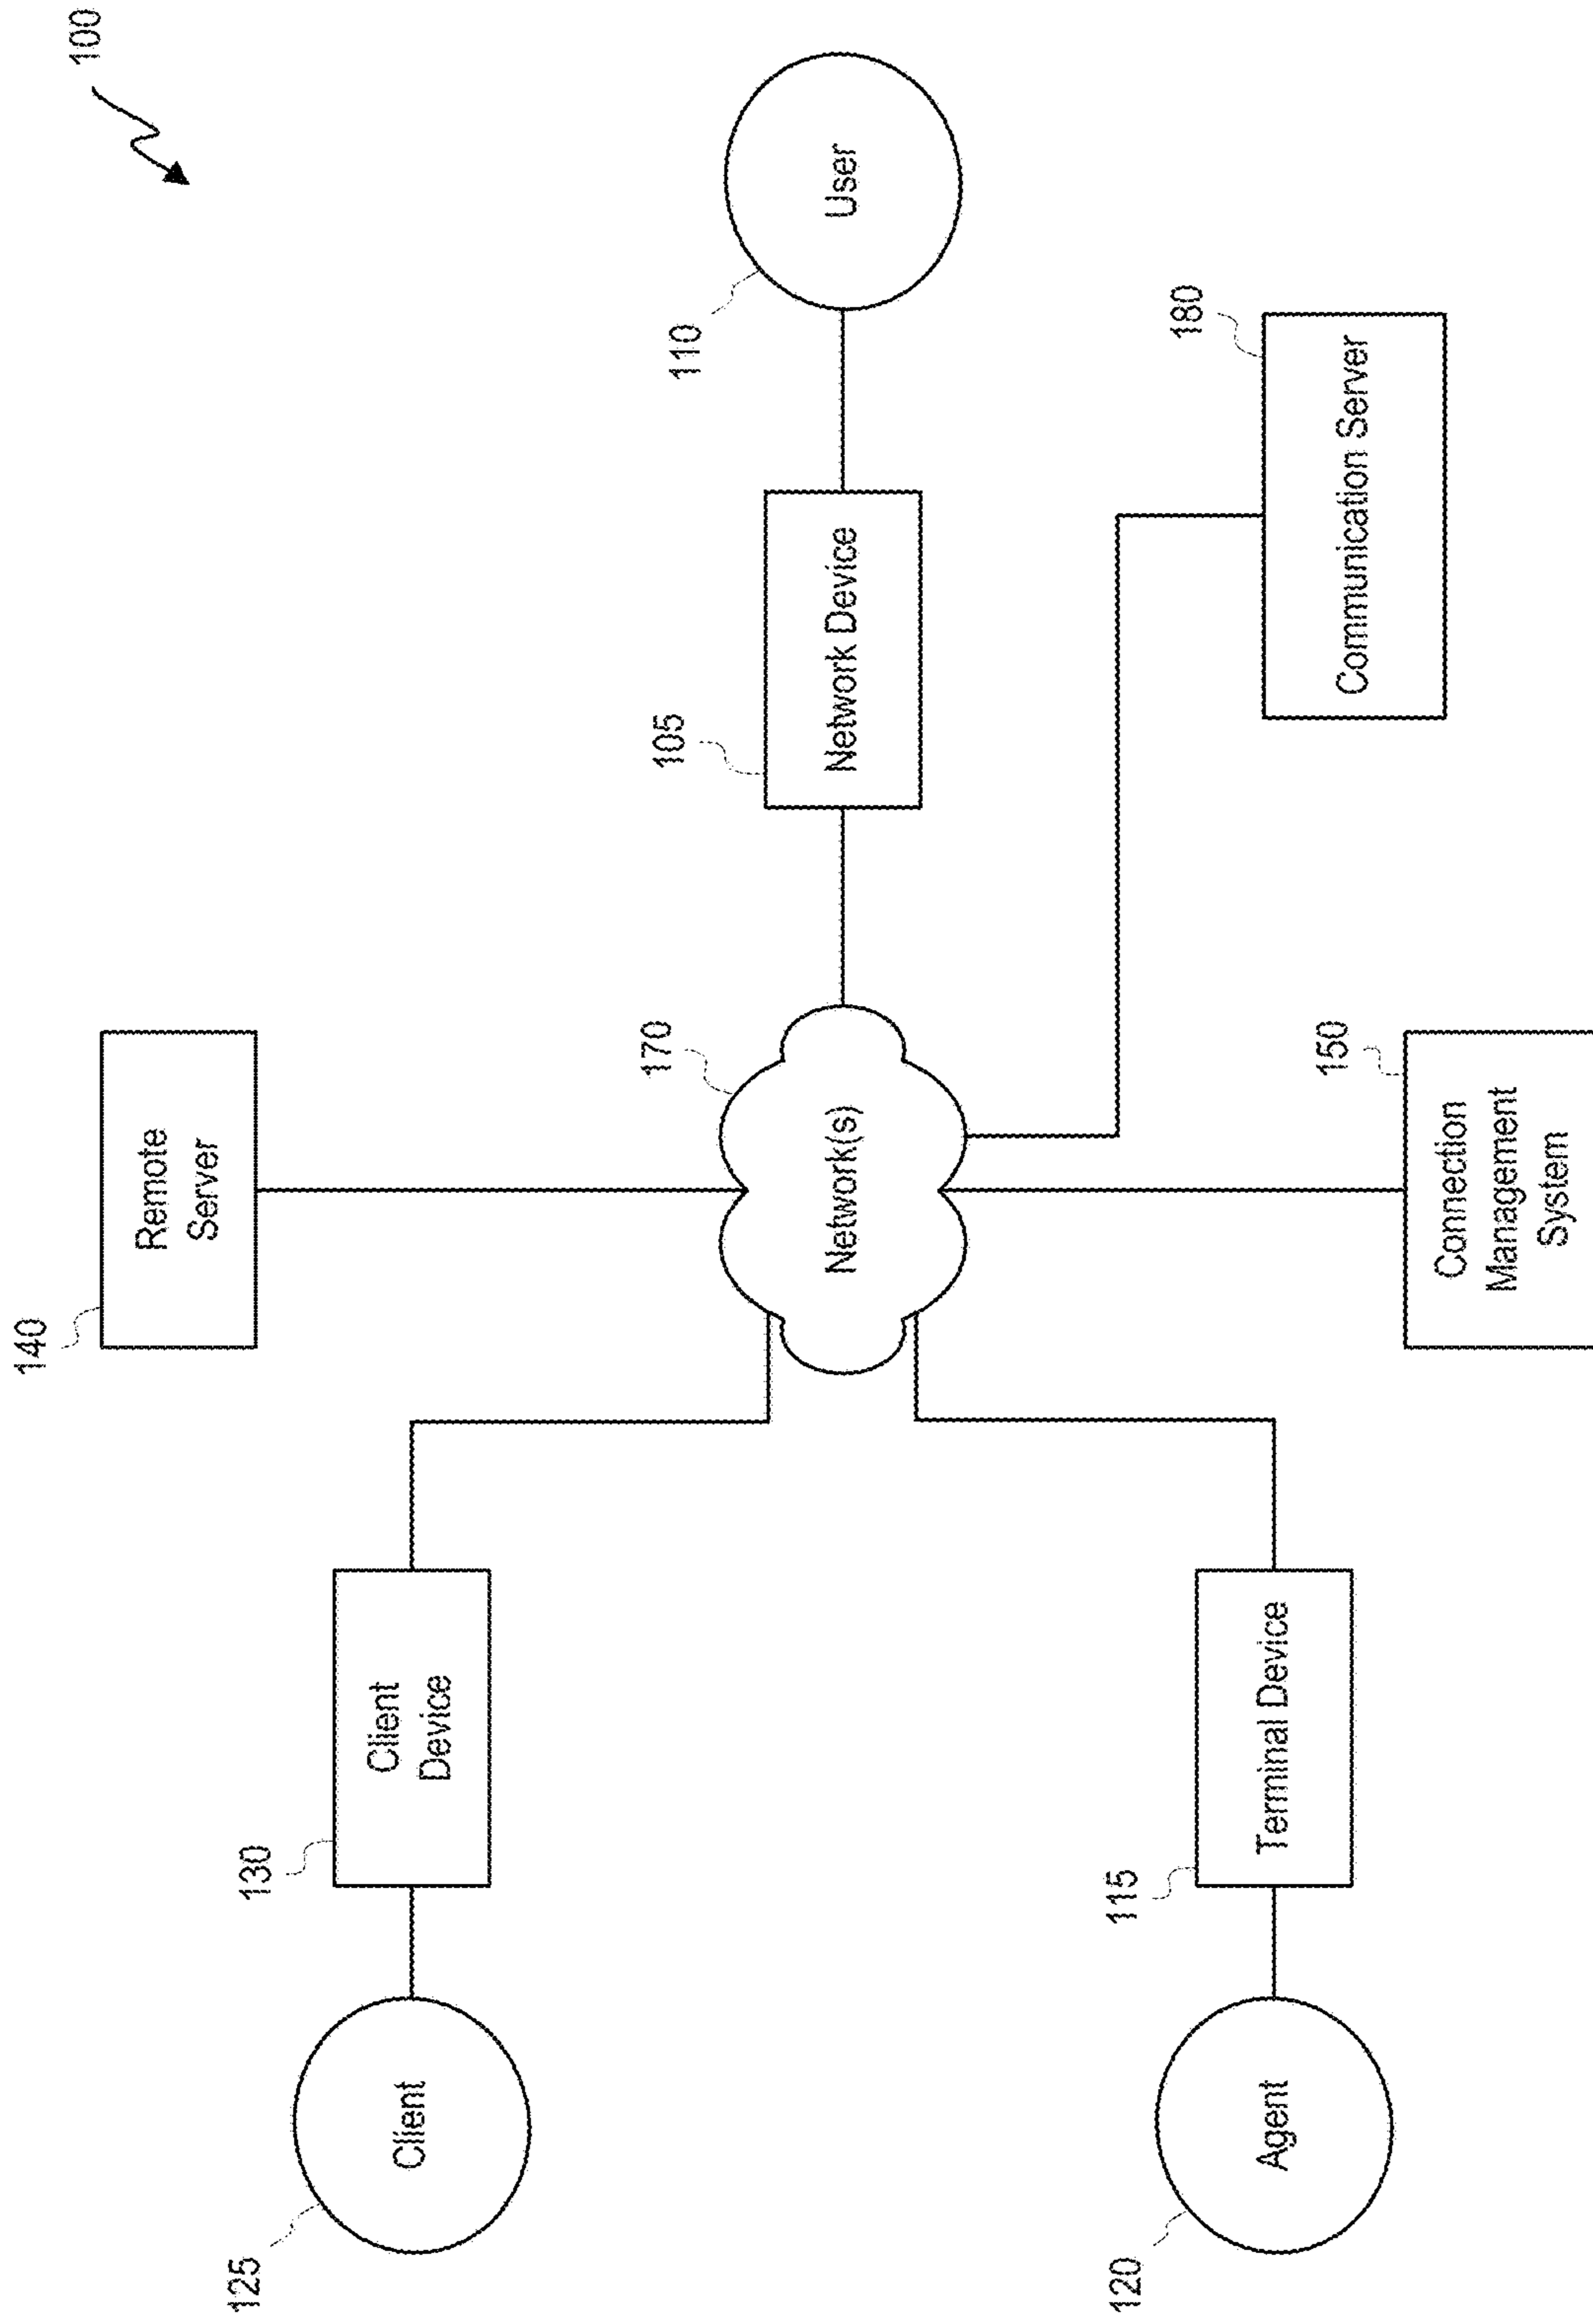 100
140
Remote
Server
125
Client
130
Client
Device
170
Network(s)
105
Network Device
110
User
120
Agent
115
Terminal Device
150
Connection
Management
System
180
Communication Server